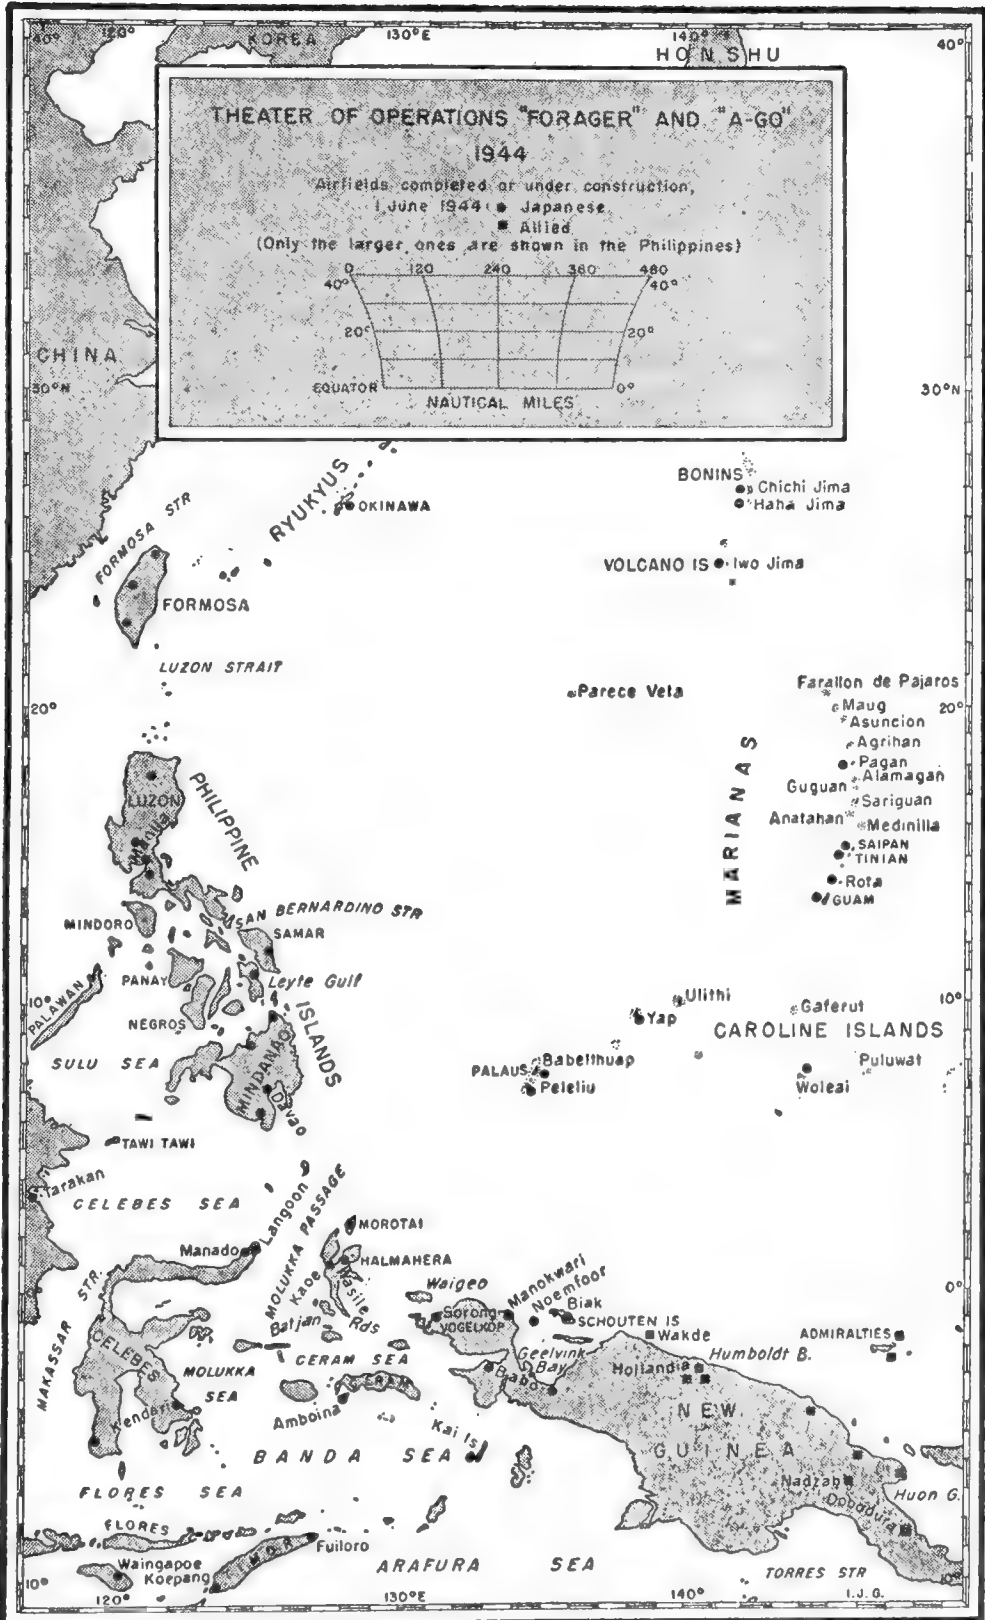 40°
120°
KOREA
130°E
140°
HONSHU
40°
THEATER OF OPERATIONS "FORAGER" AND "A-GO"
1944
Airfields completed or under construction,
1 June 1944: Japanese
Allied
(Only the larger ones are shown in the Philippines)
0 120 240 360 480
40° 40°
20° 20°
EQUATOR 0°
NAUTICAL MILES
CHINA
30°N
30°N
RYUKYUS
OKINAWA
BONINS
Chichi Jima
Haha Jima
FORMOSA STR
VOLCANO IS
Iwo Jima
FORMOSA
LUZON STRAIT
Parece Vela
Farallon de Pajaros
20°
20°
Maug
Asuncion
Agrihan
Pagan
Alamagan
Guguan
Sariguan
Anatahan
Medinilla
SAIPAN
TINIAN
Rota
GUAM
MARIANAS
LUZON
Manila
PHILIPPINE
ISLANDS
SAN BERNARDINO STR
MINDORO
SAMAR
PANAY
Leyte Gulf
10°
PALAWAN
NEGROS
Ulithi
Yap
Gaferut
10°
CAROLINE ISLANDS
SULU SEA
MINDANAO
Davao
PALAUS
Babelthuap
Peleliu
Puluwat
Woleai
TAWI TAWI
Tarakan
CELEBES SEA
Langoon
Manado
MOLUKKA PASSAGE
MOROTAI
HALMAHERA
Kaoe
Wasile
Rds
Batjan
MAKASSAR STR.
CELEBES
MOLUKKA
SEA
Kendari
Waigeo
Sorong
VOGELKOP
Manokwari
Noemfoor
Biak
SCHOUTEN IS
0°
0°
Wakde
ADMIRALTIES
Geelvink
Bay
Humboldt B.
Hollandia
CERAM SEA
CERAM
Babo
Amboina
Kai Is
BANDA SEA
NEW
GUINEA
Nadzab
Huon G.
Dobadura
FLORES SEA
FLORES
Waingapoe
Koepang
Fuiloro
ARAFURA SEA
TORRES STR
10°
10°
120°
130°E
140°
I.J.G.